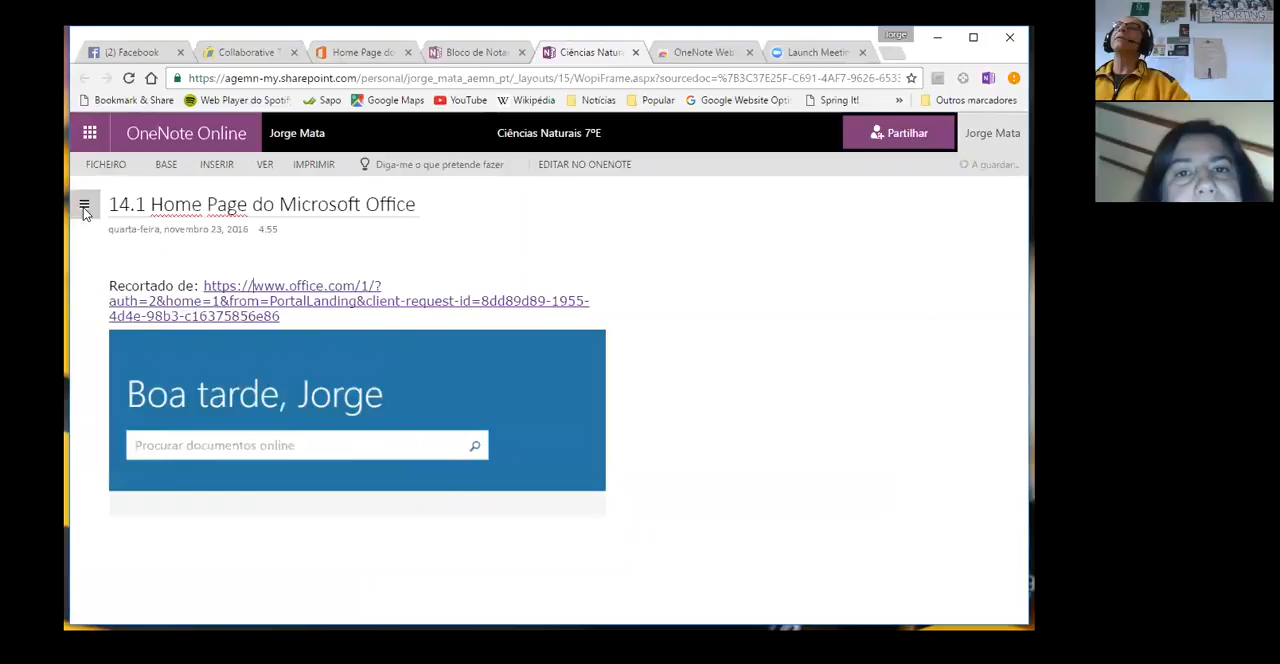 Jorge
(2) Facebook
Collaborative T
Home Page do
Bloco de Nota
Ciências Natura
OneNote Web
Launch Meetin
https://agemn-my.sharepoint.com/personal/jorge_mata_aemn_pt/_layouts/15/WopiFrame.aspx?sourcedoc=%7B3C37E25F-C691-4AF7-9626-6533
Bookmark & Share
Web Player do Spotif
Sapo
Google Maps
YouTube
Wikipédia
Notícias
Popular
Google Website Opti
Spring It!
»
Outros marcadores
OneNote Online
Jorge Mata
Ciências Naturais 7ºE
Partilhar
Jorge Mata
FICHEIRO
BASE
INSERIR
VER
IMPRIMIR
Diga-me o que pretende fazer
EDITAR NO ONENOTE
A guardar...
14.1 Home Page do Microsoft Office
quarta-feira, novembro 23, 2016 4.55
Recortado de: https://www.office.com/1/?
auth=2&home=1&from=PortalLanding&client-request-id=8dd89d89-1955-
4d4e-98b3-c16375856e86
Boa tarde, Jorge
Procurar documentos online
SPORTING